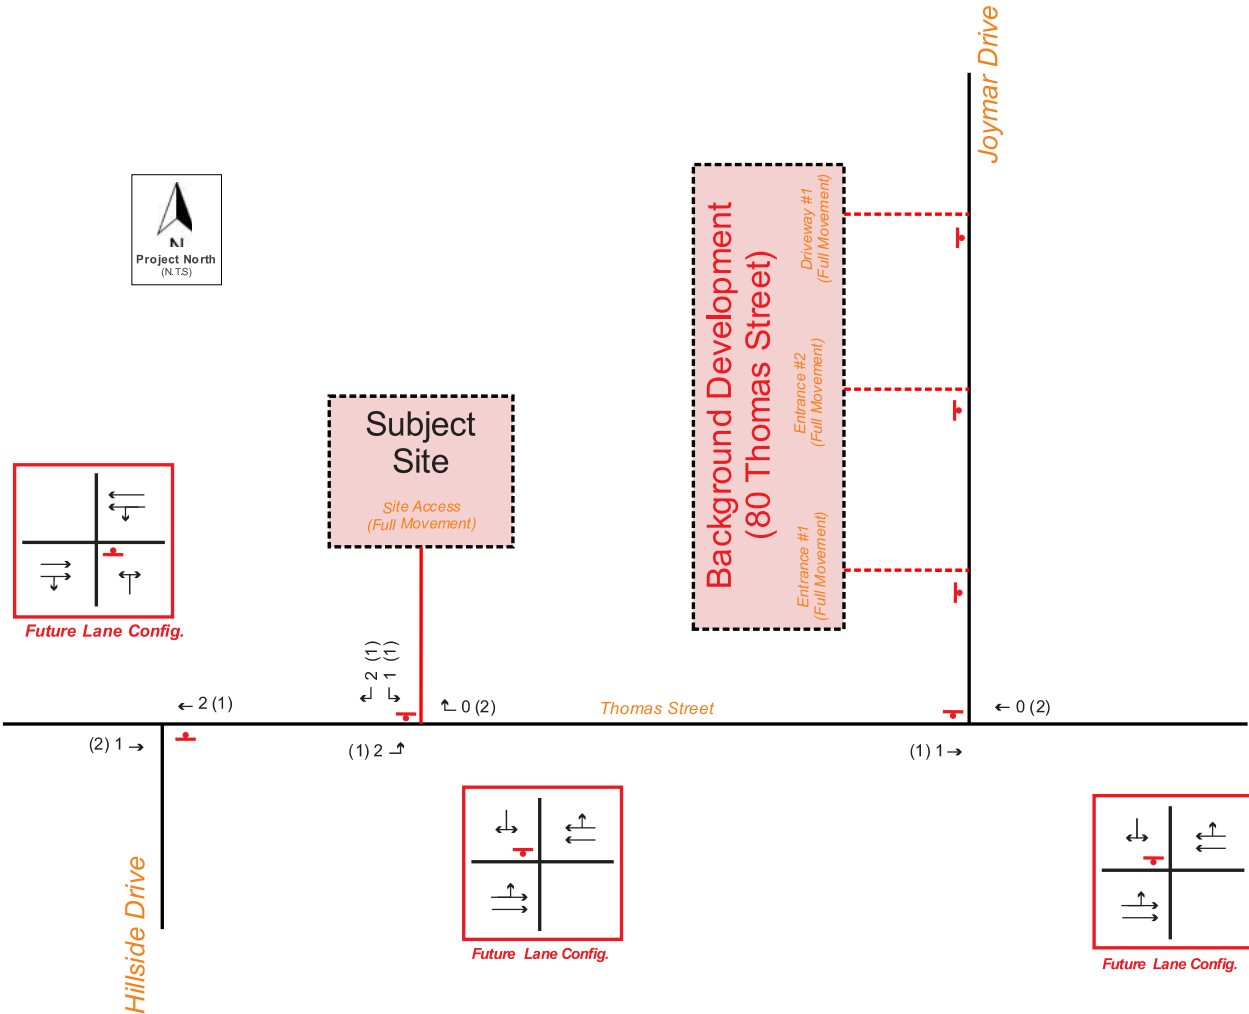 Joymar Drive
N
Project North
(N.T.S)
Background Development
(80 Thomas Street)
Driveway #1
(Full Movement)
Entrance #2
(Full Movement)
Entrance #1
(Full Movement)
Subject
Site
Site Access
(Full Movement)
Future Lane Config.
2 (1)
1 (1)
2 (1)
0 (2)
Thomas Street
0 (2)
(2) 1
(1) 2
(1) 1
Hillside Drive
Future Lane Config.
Future Lane Config.